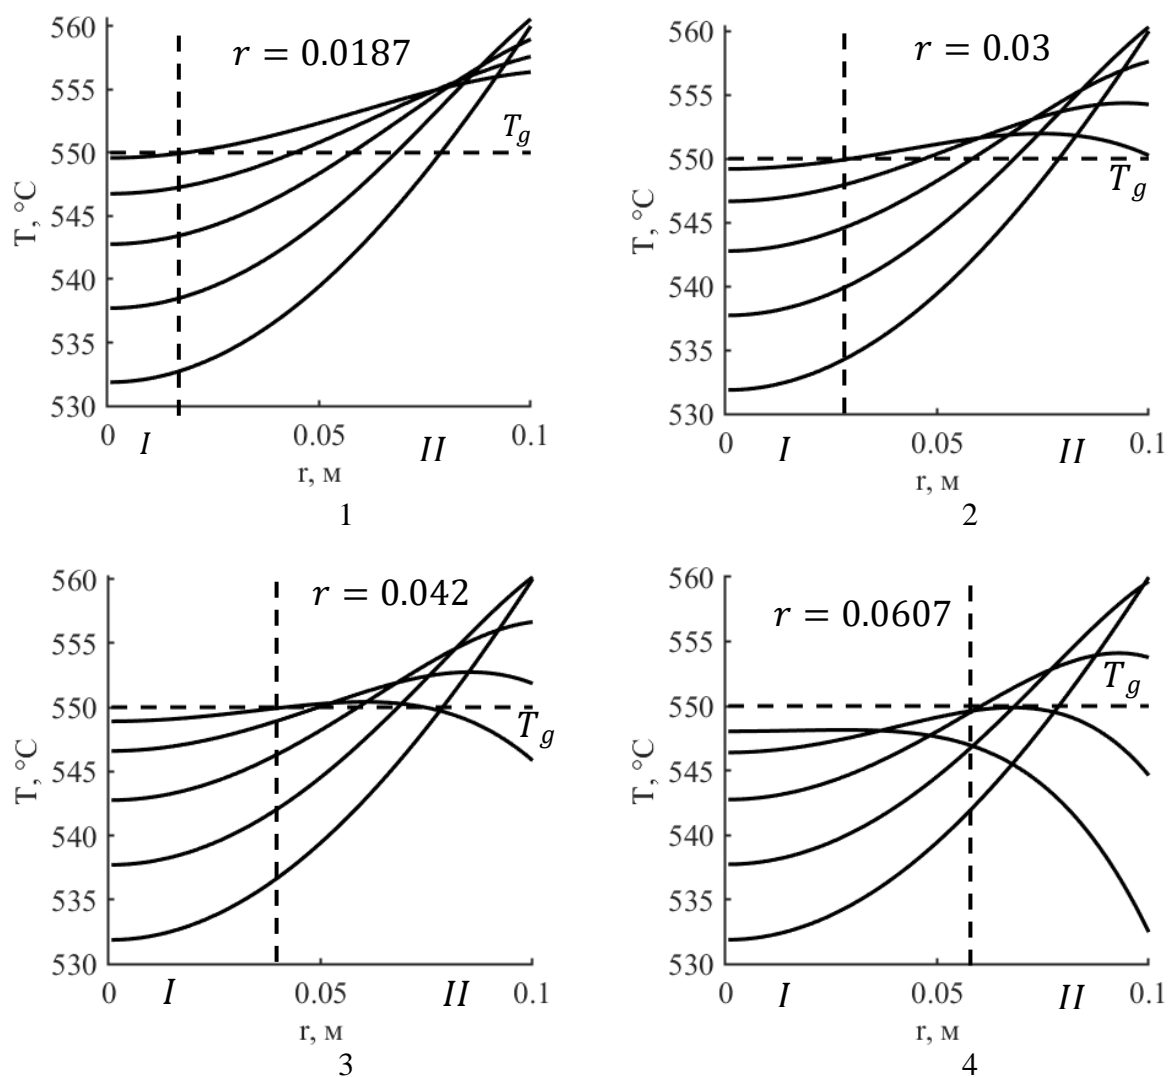 560
r = 0.0187
555
T_g
550
T, °C
545
540
535
530
0
I
0.05
II
0.1
r, м
1
560
r = 0.03
555
550
T_g
T, °C
545
540
535
530
0
I
0.05
II
0.1
r, м
2
560
r = 0.042
555
550
T_g
T, °C
545
540
535
530
0
I
0.05
II
0.1
r, м
3
560
r = 0.0607
555
T_g
550
T, °C
545
540
535
530
0
I
0.05
II
0.1
r, м
4